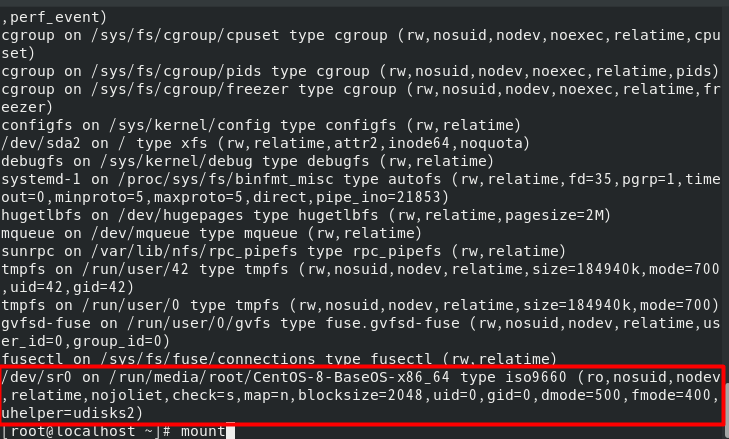 ,perf_event)
cgroup on /sys/fs/cgroup/cpuset type cgroup (rw,nosuid,nodev,noexec,relatime,cpu
set)
cgroup on /sys/fs/cgroup/pids type cgroup (rw,nosuid,nodev,noexec,relatime,pids)
cgroup on /sys/fs/cgroup/freezer type cgroup (rw,nosuid,nodev,noexec,relatime,fr
eezer)
configfs on /sys/kernel/config type configfs (rw,relatime)
/dev/sda2 on / type xfs (rw,relatime,attr2,inode64,noquota)
debugfs on /sys/kernel/debug type debugfs (rw,relatime)
systemd-1 on /proc/sys/fs/binfmt_misc type autofs (rw,relatime,fd=35,pgrp=1,time
out=0,minproto=5,maxproto=5,direct,pipe_ino=21853)
hugetlbfs on /dev/hugepages type hugetlbfs (rw,relatime,pagesize=2M)
mqueue on /dev/mqueue type mqueue (rw,relatime)
sunrpc on /var/lib/nfs/rpc_pipefs type rpc_pipefs (rw,relatime)
tmpfs on /run/user/42 type tmpfs (rw,nosuid,nodev,relatime,size=184940k,mode=700
,uid=42,gid=42)
tmpfs on /run/user/0 type tmpfs (rw,nosuid,nodev,relatime,size=184940k,mode=700)
gvfsd-fuse on /run/user/0/gvfs type fuse.gvfsd-fuse (rw,nosuid,nodev,relatime,us
er_id=0,group_id=0)
fusectl on /sys/fs/fuse/connections type fusectl (rw,relatime)
/dev/sr0 on /run/media/root/CentOS-8-BaseOS-x86_64 type iso9660 (ro,nosuid,nodev
,relatime,nojoliet,check=s,map=n,blocksize=2048,uid=0,gid=0,dmode=500,fmode=400,
uhelper=udisks2)
[root@localhost ~]# mount